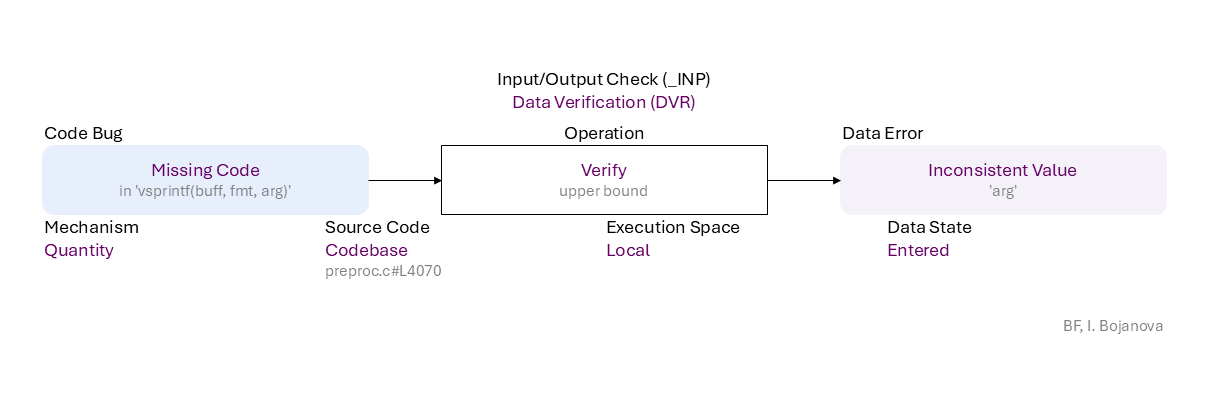 Input/Output Check (_INP)
Data Verification (DVR)
Code Bug
Operation
Data Error
Missing Code
Verify
Inconsistent Value
in 'vsprintf(buff, fmt, arg)'
upper bound
'arg'
Mechanism
Source Code
Execution Space
Data State
Quantity
Codebase
Local
Entered
preproc.c#L4070
BF, I. Bojanova